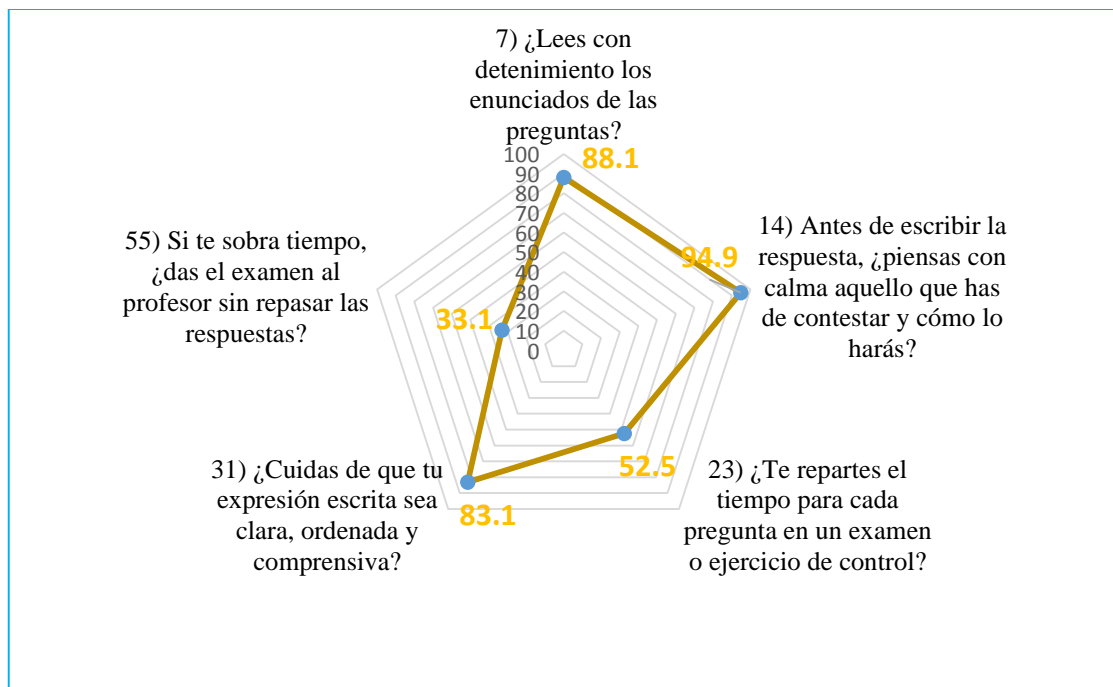 7) ¿Lees con
detenimiento los
enunciados de las
preguntas?
100
90
80
70
60
50
40
30
20
10
0
88.1
94.9
52.5
83.1
33.1
14) Antes de escribir la
respuesta, ¿piensas con
calma aquello que has
de contestar y cómo lo
harás?
23) ¿Te repartes el
tiempo para cada
pregunta en un examen
o ejercicio de control?
31) ¿Cuidas de que tu
expresión escrita sea
clara, ordenada y
comprensiva?
55) Si te sobra tiempo,
¿das el examen al
profesor sin repasar las
respuestas?